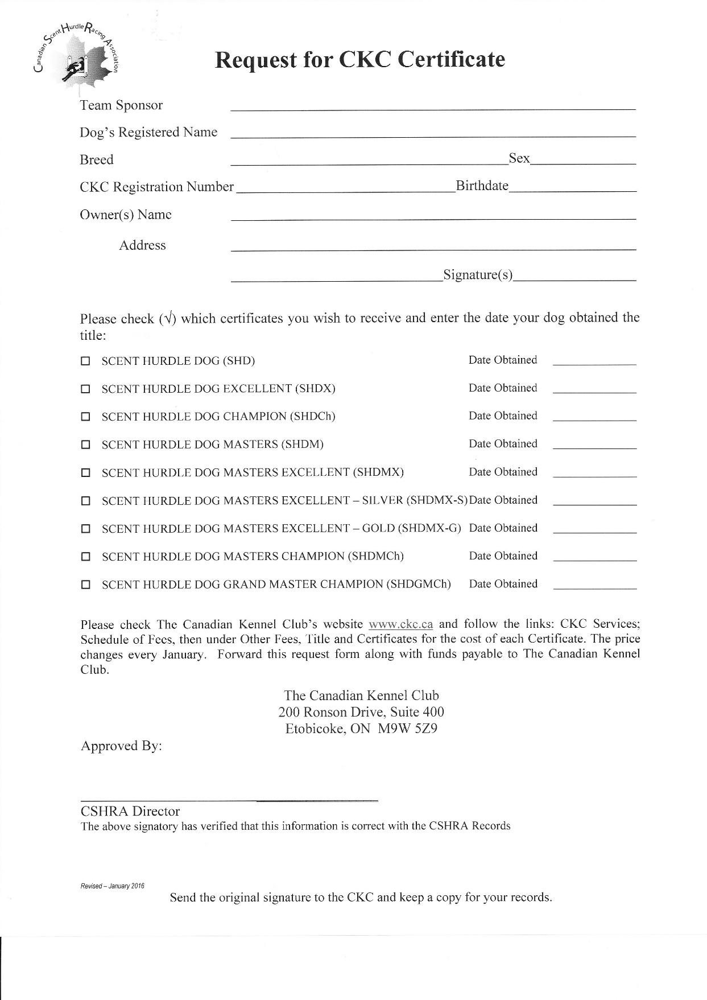 Canadian Scent Hurdle Racing Association
Request for CKC Certificate
Team Sponsor
Dog's Registered Name
Breed Sex
CKC Registration Number Birthdate
Owner(s) Name
Address
Signature(s)
Please check (√) which certificates you wish to receive and enter the date your dog obtained the
title:
☐ SCENT HURDLE DOG (SHD) Date Obtained
☐ SCENT HURDLE DOG EXCELLENT (SHDX) Date Obtained
☐ SCENT HURDLE DOG CHAMPION (SHDCh) Date Obtained
☐ SCENT HURDLE DOG MASTERS (SHDM) Date Obtained
☐ SCENT HURDLE DOG MASTERS EXCELLENT (SHDMX) Date Obtained
☐ SCENT HURDLE DOG MASTERS EXCELLENT – SILVER (SHDMX-S) Date Obtained
☐ SCENT HURDLE DOG MASTERS EXCELLENT – GOLD (SHDMX-G) Date Obtained
☐ SCENT HURDLE DOG MASTERS CHAMPION (SHDMCh) Date Obtained
☐ SCENT HURDLE DOG GRAND MASTER CHAMPION (SHDGMCh) Date Obtained
Please check The Canadian Kennel Club's website www.ckc.ca and follow the links: CKC Services;
Schedule of Fees, then under Other Fees, Title and Certificates for the cost of each Certificate. The price
changes every January. Forward this request form along with funds payable to The Canadian Kennel
Club.
The Canadian Kennel Club
200 Ronson Drive, Suite 400
Etobicoke, ON M9W 5Z9
Approved By:
CSHRA Director
The above signatory has verified that this information is correct with the CSHRA Records
Revised – January 2016
Send the original signature to the CKC and keep a copy for your records.